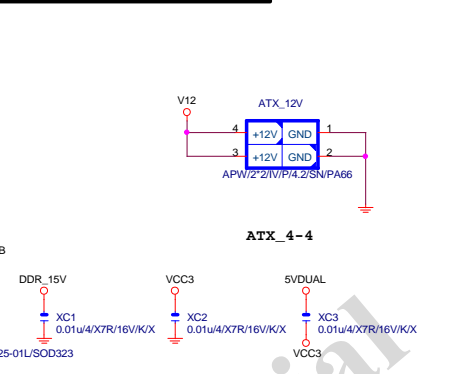 V12
ATX_12V
4 +12V GND 1
3 +12V GND 2
APW/2*2/IV/P/4.2/SN/PA66
ATX_4-4
B
DDR_15V VCC3 5VDUAL
XC1 XC2 XC3
0.01u/4/X7R/16V/K/X 0.01u/4/X7R/16V/K/X 0.01u/4/X7R/16V/K/X
25-01L/SOD323 VCC3
ial